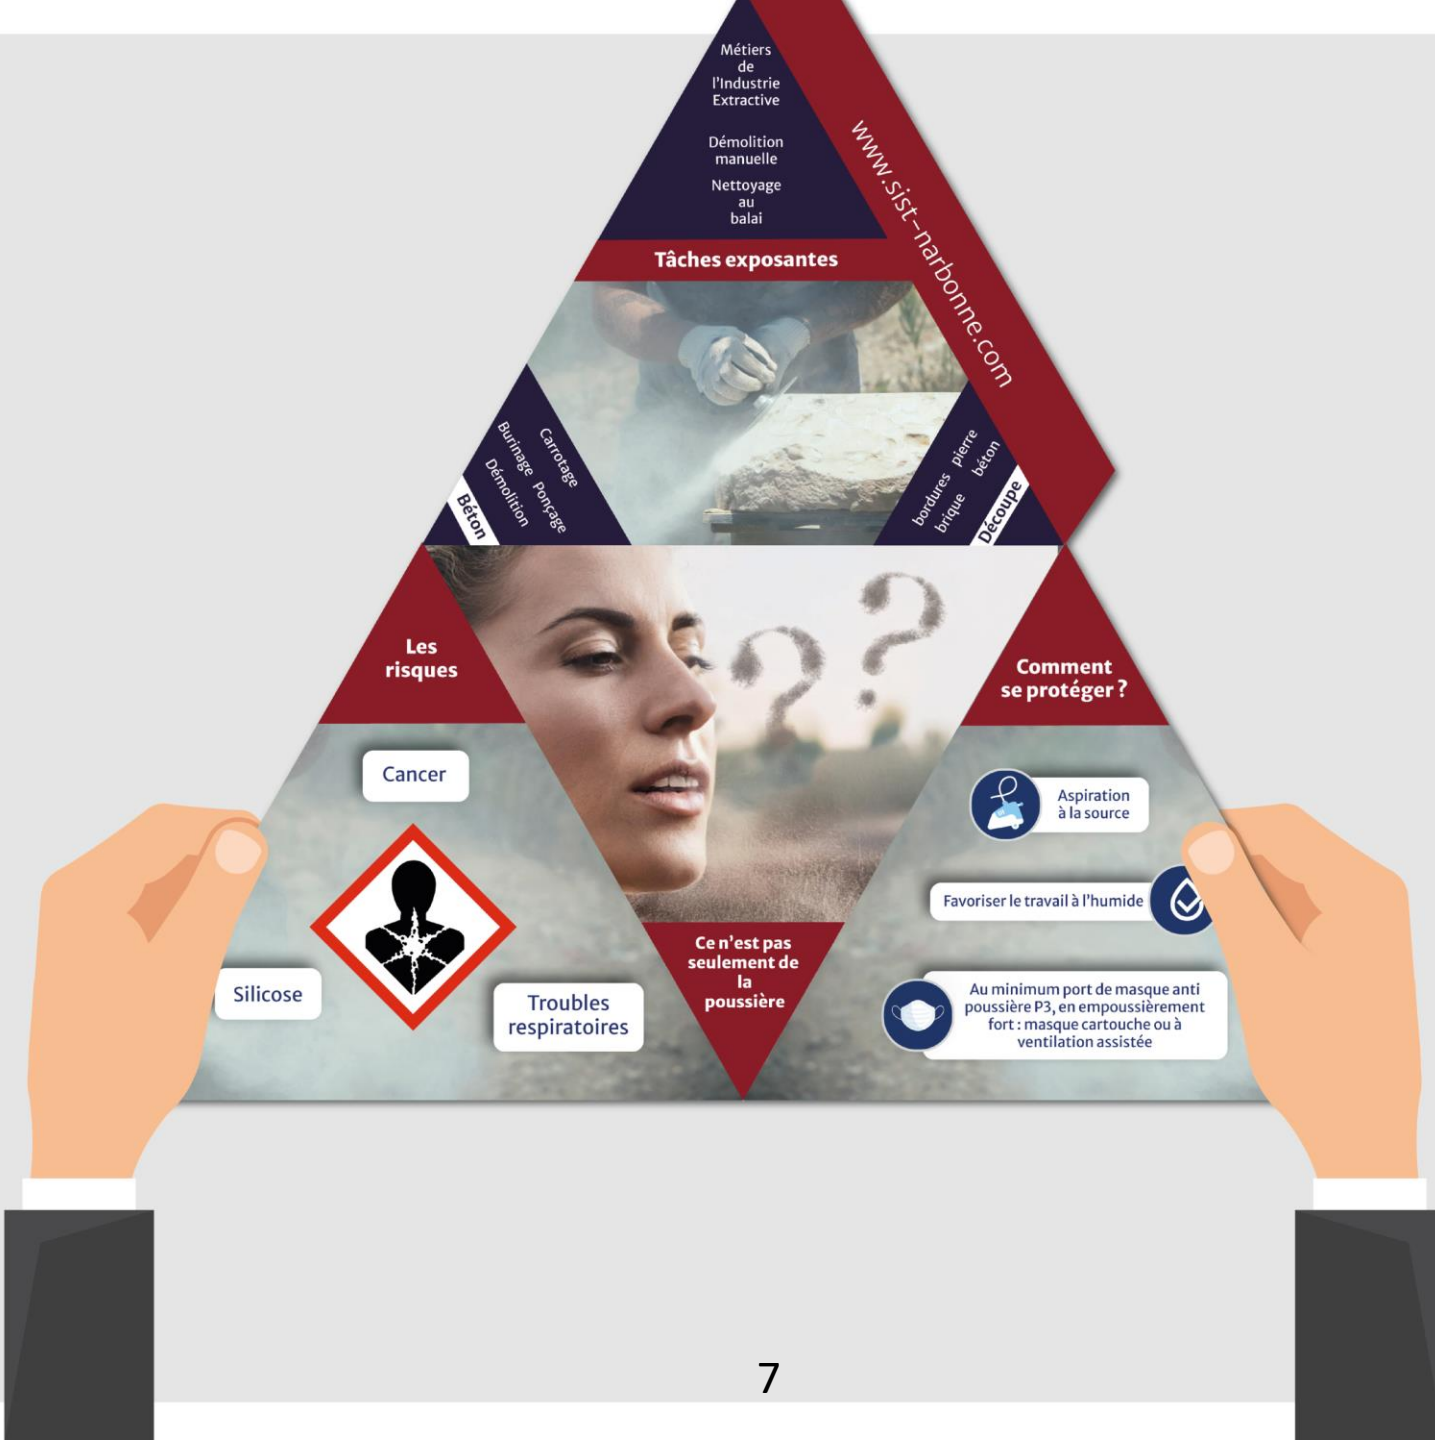 Métiers
de
l'Industrie
Extractive
Démolition
manuelle
Nettoyage
au
balai
www.sist-narbonne.com
Tâches exposantes
Carrotage
Burinage Ponçage
Démolition
Béton
bordures pierre
brique béton
Découpe
Les
risques
Cancer
Silicose
Troubles
respiratoires
Ce n'est pas
seulement de
la
poussière
Comment
se protéger ?
Aspiration
à la source
Favoriser le travail à l'humide
Au minimum port de masque anti
poussière P3, en empoussièrement
fort : masque cartouche ou à
ventilation assistée
7